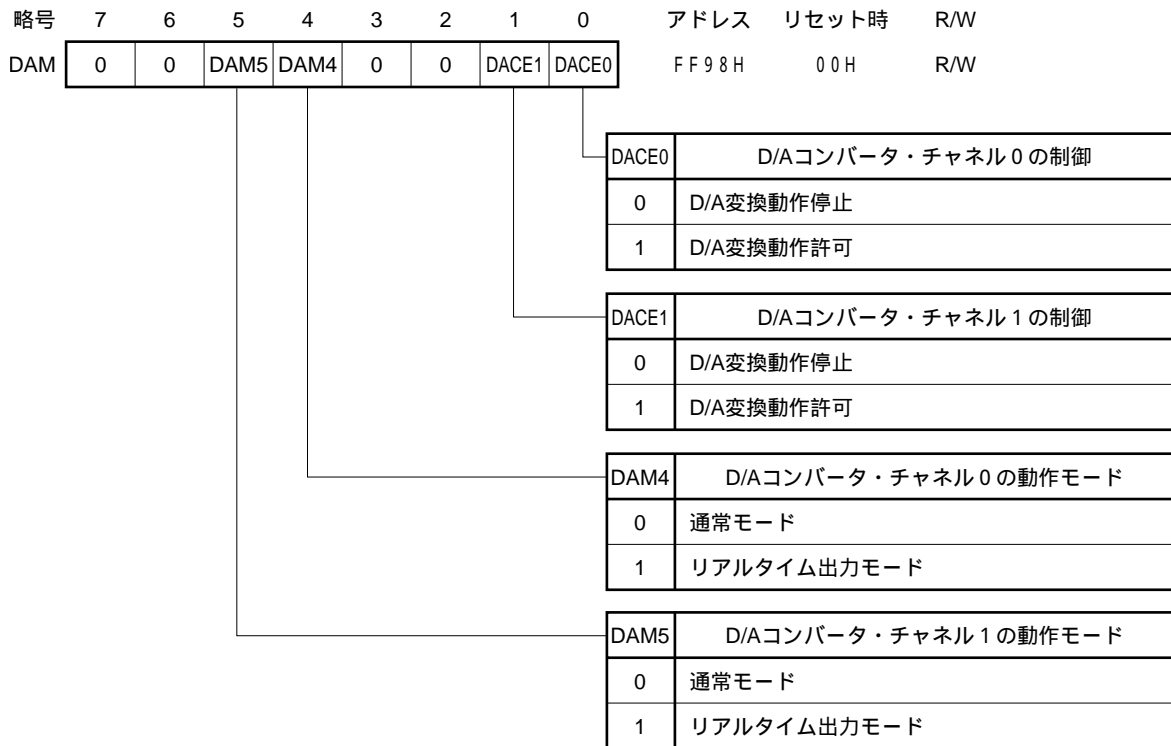 略号 7 6 5 4 3 2 1 0 アドレス リセット時 R/W
DAM 0 0 DAM5 DAM4 0 0 DACE1 DACE0 FF98H 00H R/W
DACE0 D/Aコンバータ・チャネル0の制御
0 D/A変換動作停止
1 D/A変換動作許可
DACE1 D/Aコンバータ・チャネル1の制御
0 D/A変換動作停止
1 D/A変換動作許可
DAM4 D/Aコンバータ・チャネル0の動作モード
0 通常モード
1 リアルタイム出力モード
DAM5 D/Aコンバータ・チャネル1の動作モード
0 通常モード
1 リアルタイム出力モード